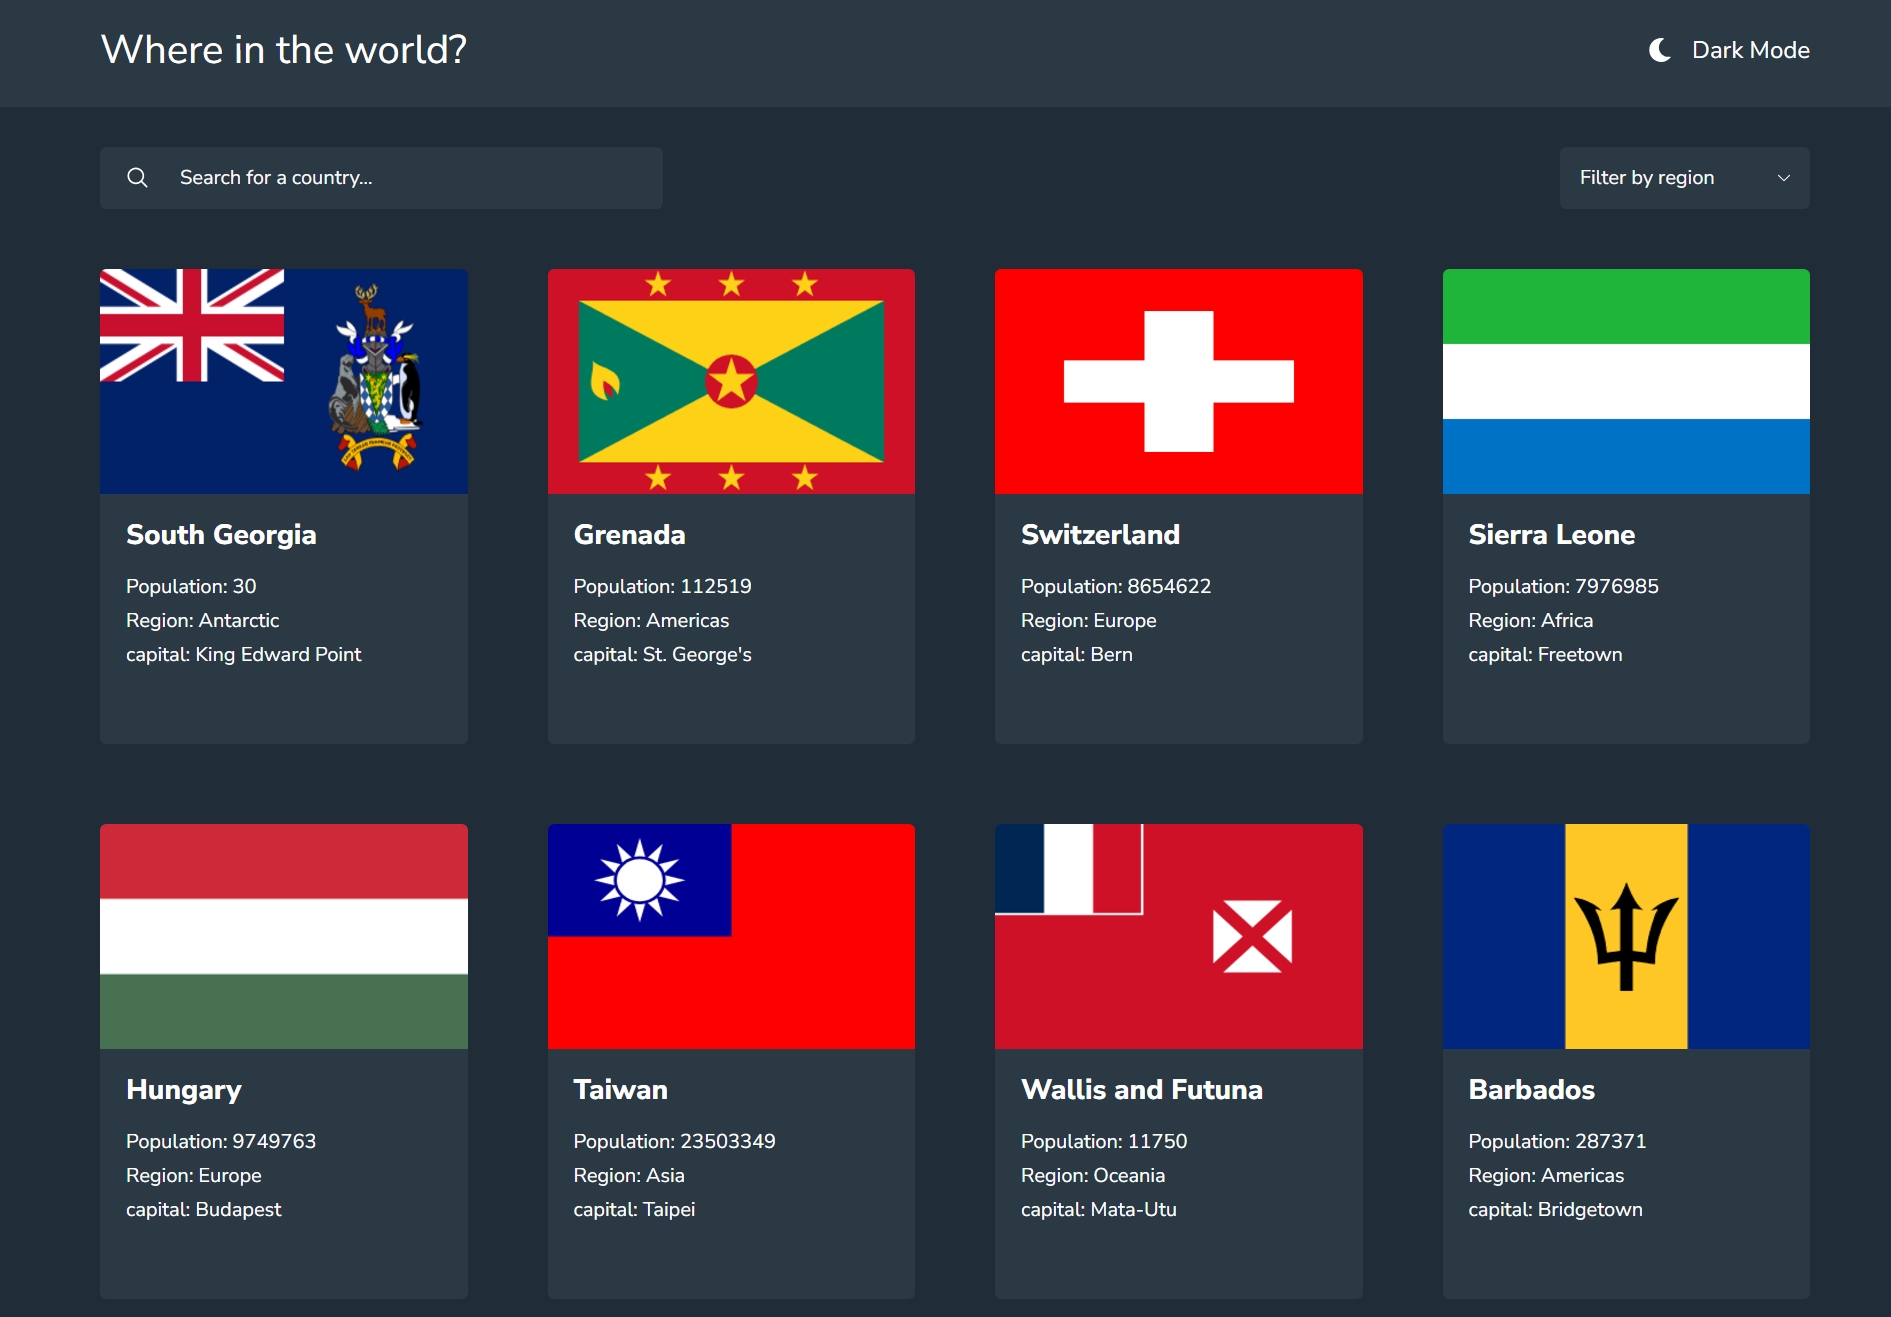 Where in the world?
Dark Mode
Search for a country...
Filter by region
South Georgia
Population: 30
Region: Antarctic
capital: King Edward Point
Grenada
Population: 112519
Region: Americas
capital: St. George's
Switzerland
Population: 8654622
Region: Europe
capital: Bern
Sierra Leone
Population: 7976985
Region: Africa
capital: Freetown
Hungary
Population: 9749763
Region: Europe
capital: Budapest
Taiwan
Population: 23503349
Region: Asia
capital: Taipei
Wallis and Futuna
Population: 11750
Region: Oceania
capital: Mata-Utu
Barbados
Population: 287371
Region: Americas
capital: Bridgetown